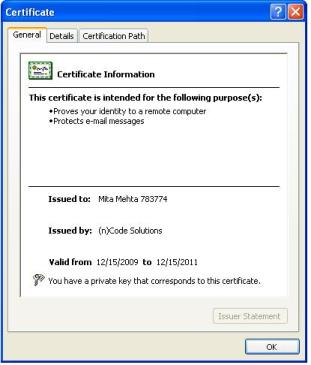 Certificate
General Details Certification Path
Certificate Information
This certificate is intended for the following purpose(s):
•Proves your identity to a remote computer
•Protects e-mail messages
Issued to: Mita Mehta 783774
Issued by: (n)Code Solutions
Valid from 12/15/2009 to 12/15/2011
You have a private key that corresponds to this certificate.
Issuer Statement
OK